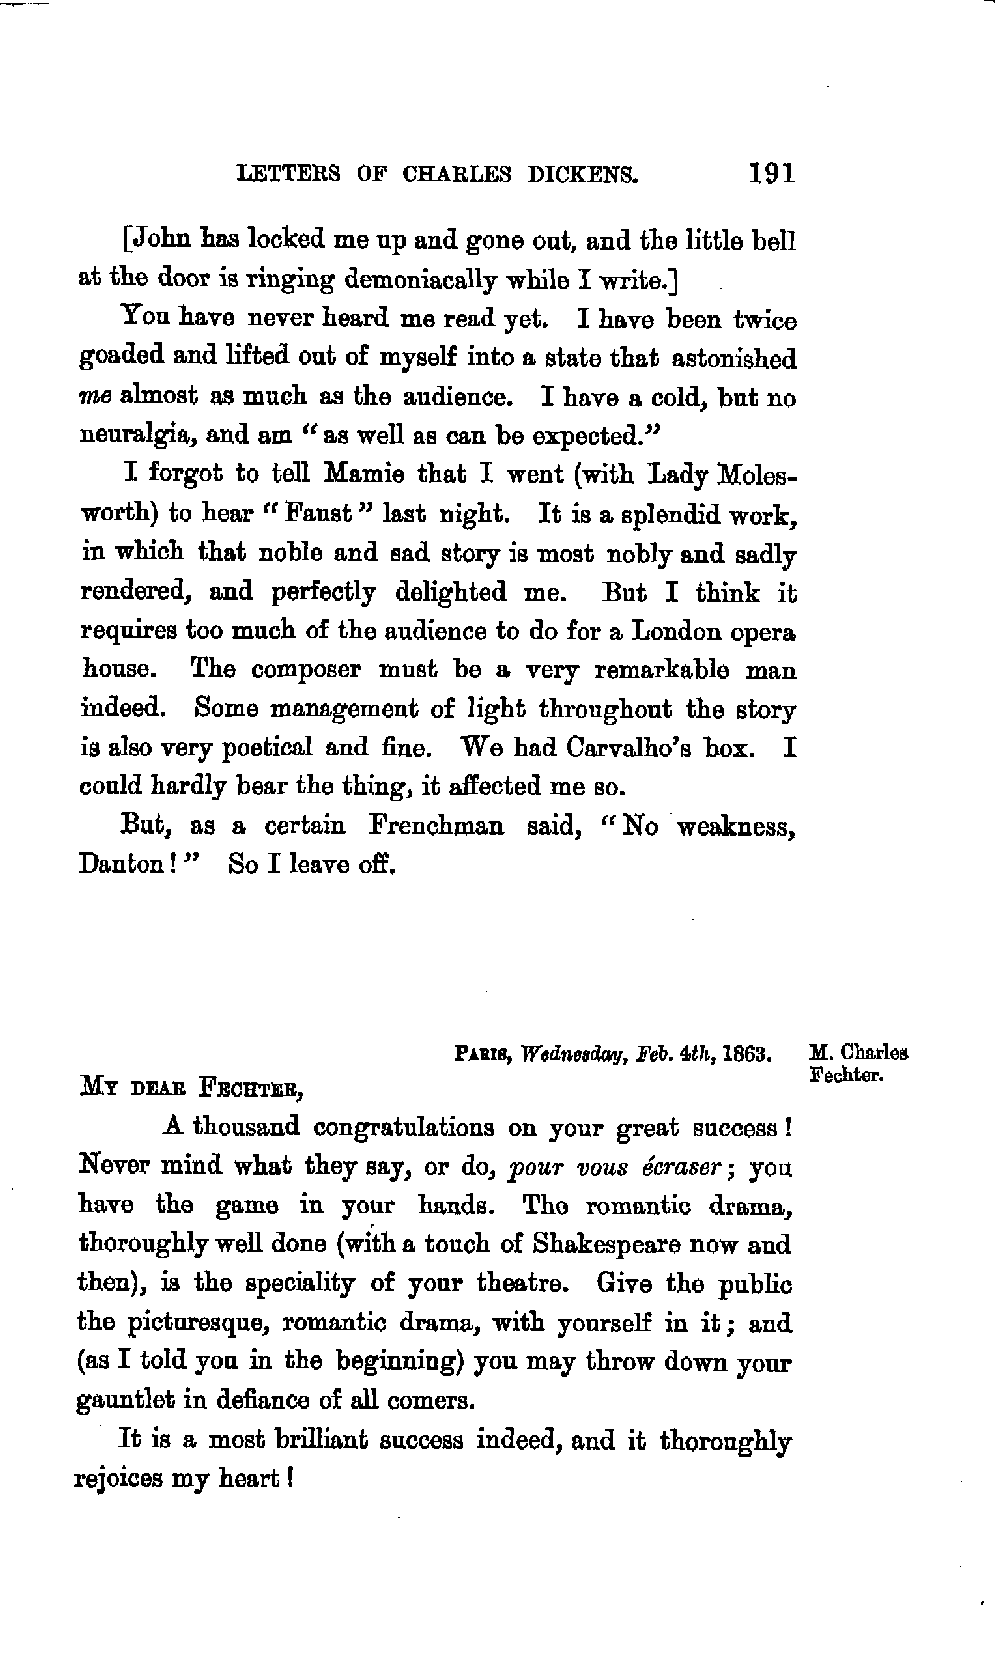 LETTERS OF CHARLES DICKENS. 191
[John has locked me up and gone out, and the little bell
at the door is ringing demoniacally while I write.]
You have never heard me read yet. I have been twice
goaded and lifted out of myself into a state that astonished
me almost as much as the audience. I have a cold, but no
neuralgia, and am “as well as can be expected.”
I forgot to tell Mamie that I went (with Lady Moles-
worth) to hear “Faust” last night. It is a splendid work,
in which that noble and sad story is most nobly and sadly
rendered, and perfectly delighted me. But I think it
requires too much of the audience to do for a London opera
house. The composer must be a very remarkable man
indeed. Some management of light throughout the story
is also very poetical and fine. We had Carvalho’s box. I
could hardly bear the thing, it affected me so.
But, as a certain Frenchman said, “No weakness,
Danton!” So I leave off.
PARIS, Wednesday, Feb. 4th, 1863.
M. Charles
Fechter.
MY DEAR FECHTER,
A thousand congratulations on your great success!
Never mind what they say, or do, pour vous écraser; you
have the game in your hands. The romantic drama,
thoroughly well done (with a touch of Shakespeare now and
then), is the speciality of your theatre. Give the public
the picturesque, romantic drama, with yourself in it; and
(as I told you in the beginning) you may throw down your
gauntlet in defiance of all comers.
It is a most brilliant success indeed, and it thoroughly
rejoices my heart!